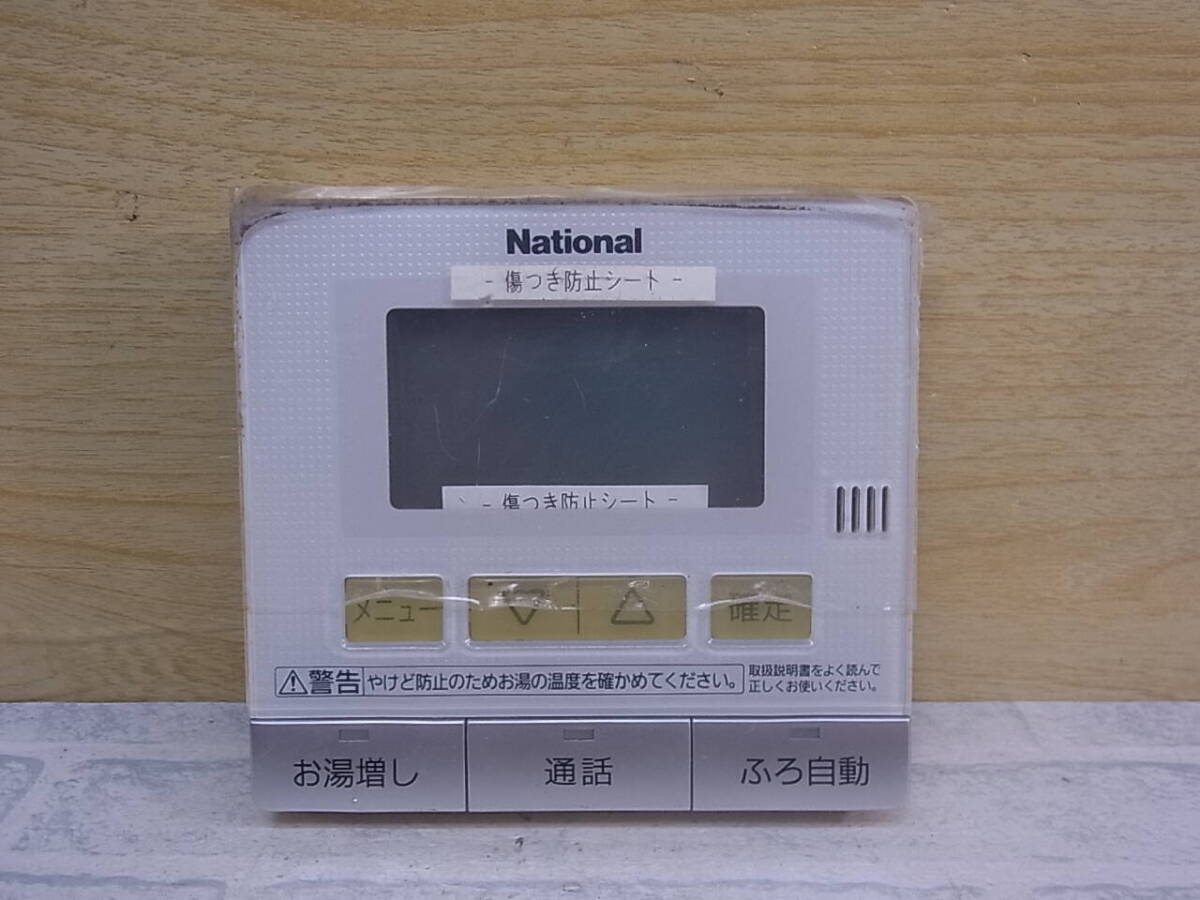 National
- 傷つき防止シート -
- 傷つき防止シート -
メニュー ▽ △ 確定
⚠警告 やけど防止のためお湯の温度を確かめてください。
取扱説明書をよく読んで
正しくお使いください。
お湯増し 通話 ふろ自動